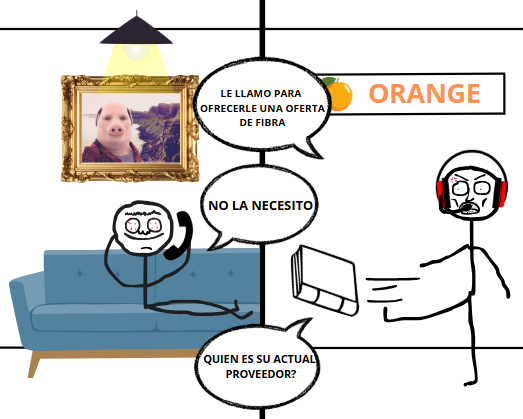 LE LLAMO PARA
OFRECERLE UNA OFERTA
DE FIBRA
ORANGE
NO LA NECESITO
QUIEN ES SU ACTUAL
PROVEEDOR?